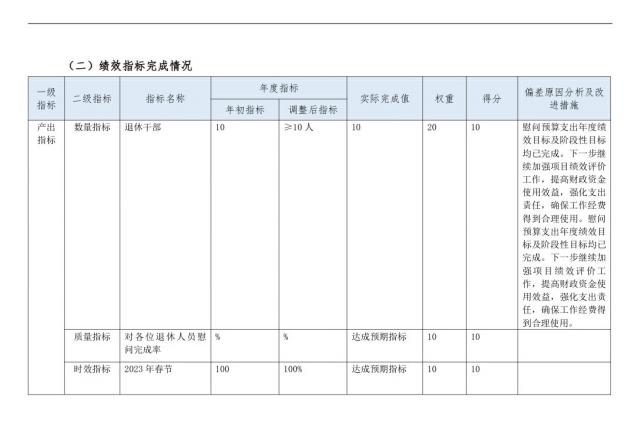 （二）绩效指标完成情况
一级指标 二级指标 指标名称 年度指标 实际完成值 权重 得分 偏差原因分析及改进措施
年初指标 调整后指标
产出指标 数量指标 退休干部 10 ≥10人 10 20 10
慰问预算支出年度绩
效目标及阶段性目标
均已完成。下一步继
续加强项目绩效评价
工作，提高财政资金
使用效益，强化支出
责任，确保工作经费
得到合理使用。慰问
预算支出年度绩效目
标及阶段性目标均已
完成。下一步继续加
强项目绩效评价工
作，提高财政资金使
用效益，强化支出责
任，确保工作经费得
到合理使用。
质量指标 对各位退休人员慰问完成率 % % 达成预期指标 10 10
时效指标 2023年春节 100 100% 达成预期指标 10 10